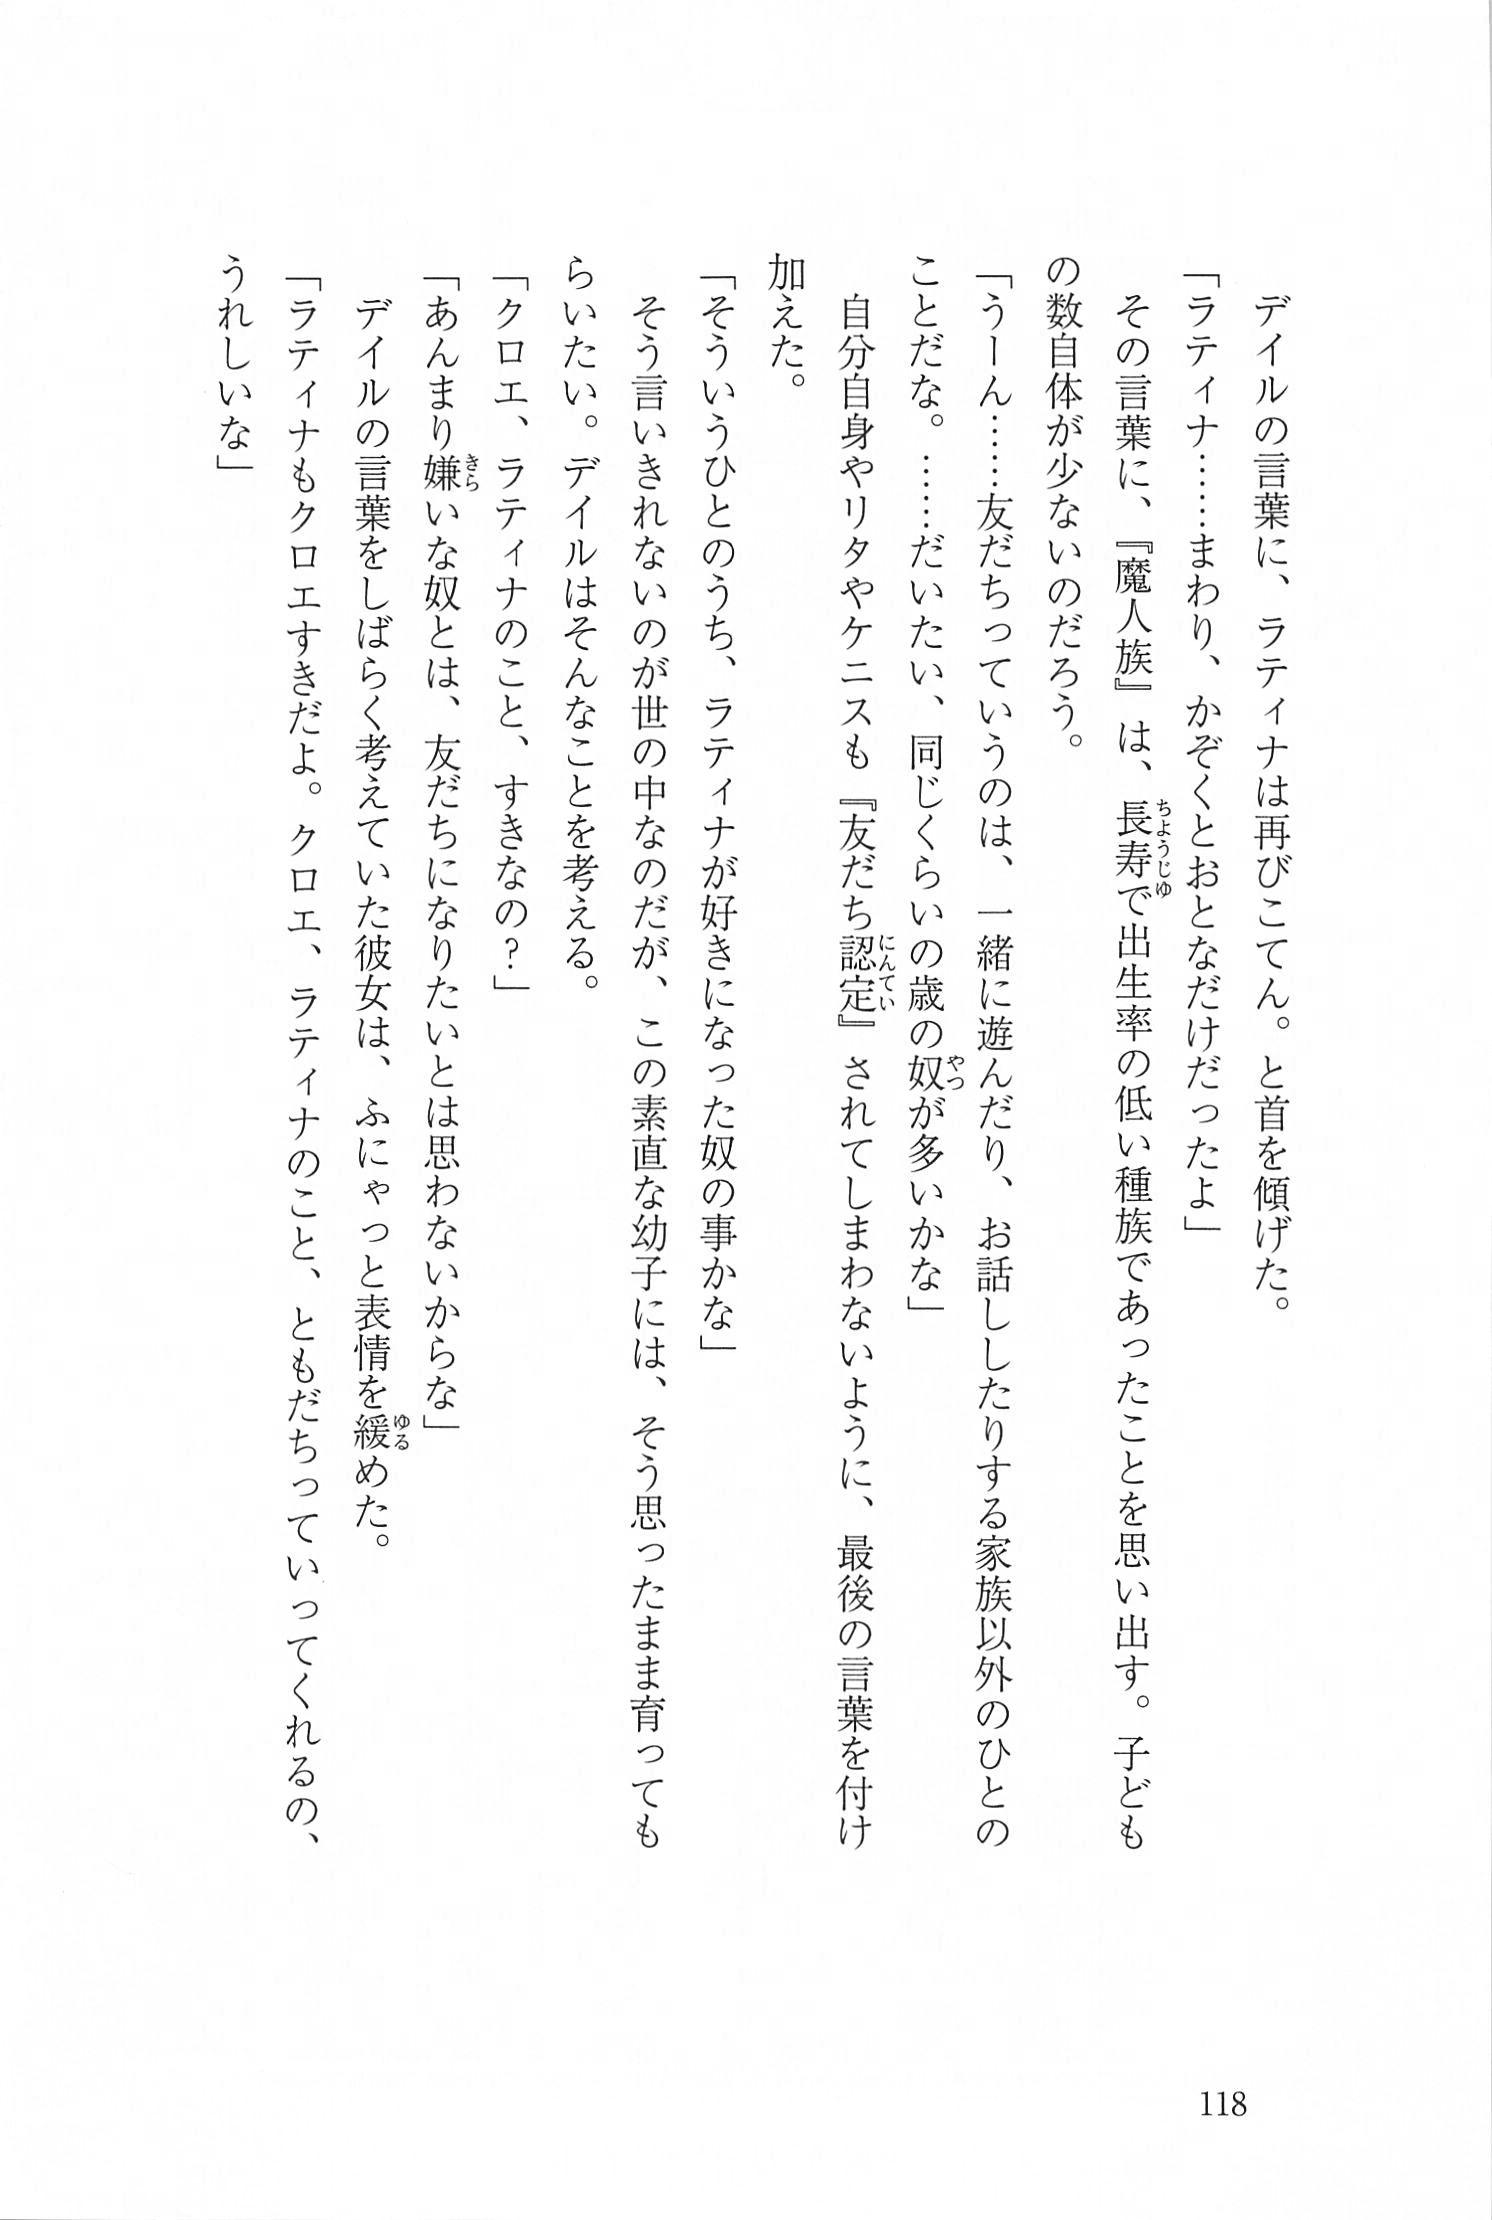 デイルの言葉に、ラティナは再びこてん。と首を傾げた。
「ラティナ……まわり、かぞくとおとなだけだったよ」
その言葉に、『魔人族』は、長寿で出生率の低い種族であったことを思い出す。子ども
の数自体が少ないのだろう。
「うーん……友だちっていうのは、一緒に遊んだり、お話ししたりする家族以外のひとの
ことだな。……だいたい、同じくらいの歳の奴が多いかな」
自分自身やリタやケニスも『友だち認定』されてしまわないように、最後の言葉を付け
加えた。
「そういうひとのうち、ラティナが好きになった奴の事かな」
そう言いきれないのが世の中なのだが、この素直な幼子には、そう思ったまま育っても
らいたい。デイルはそんなことを考える。
「クロエ、ラティナのこと、すきなの？」
「あんまり嫌いな奴とは、友だちになりたいとは思わないからな」
デイルの言葉をしばらく考えていた彼女は、ふにゃっと表情を緩めた。
「ラティナもクロエすきだよ。クロエ、ラティナのこと、ともだちっていってくれるの、
うれしいな」
118